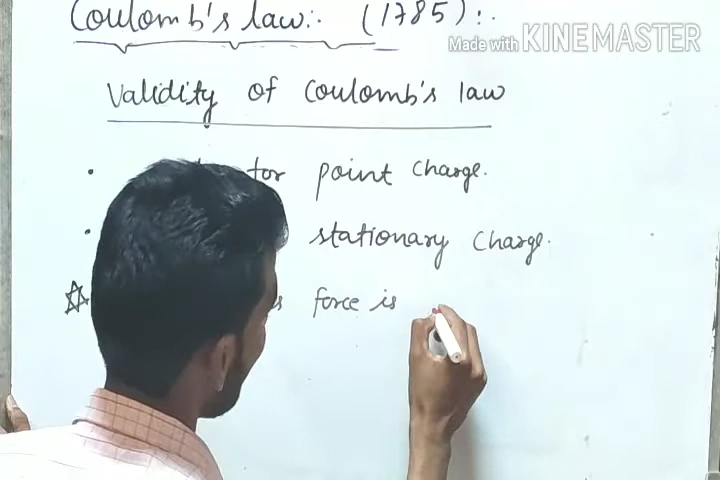 Coulomb's law:. (1785):.
Made with KINEMASTER
Validity of Coulomb's law
• for point charge.
• stationary charge.
force is